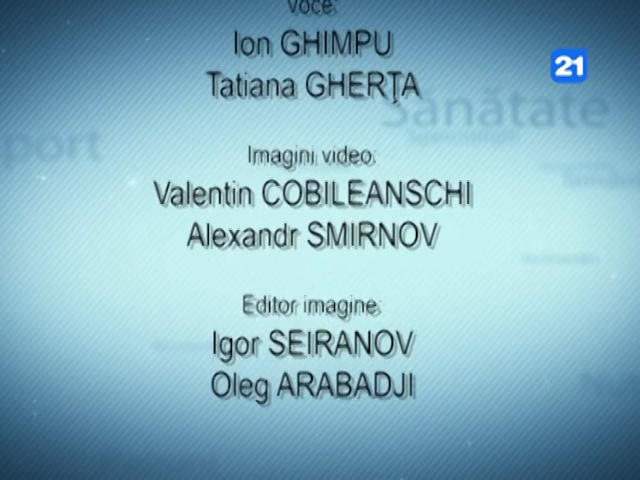 Voce:
Ion GHIMPU
21
Tatiana GHERŢA
Sănătate
port
Imagini video:
Valentin COBILEANSCHI
Alexandr SMIRNOV
Editor imagine:
Igor SEIRANOV
Oleg ARABADJI